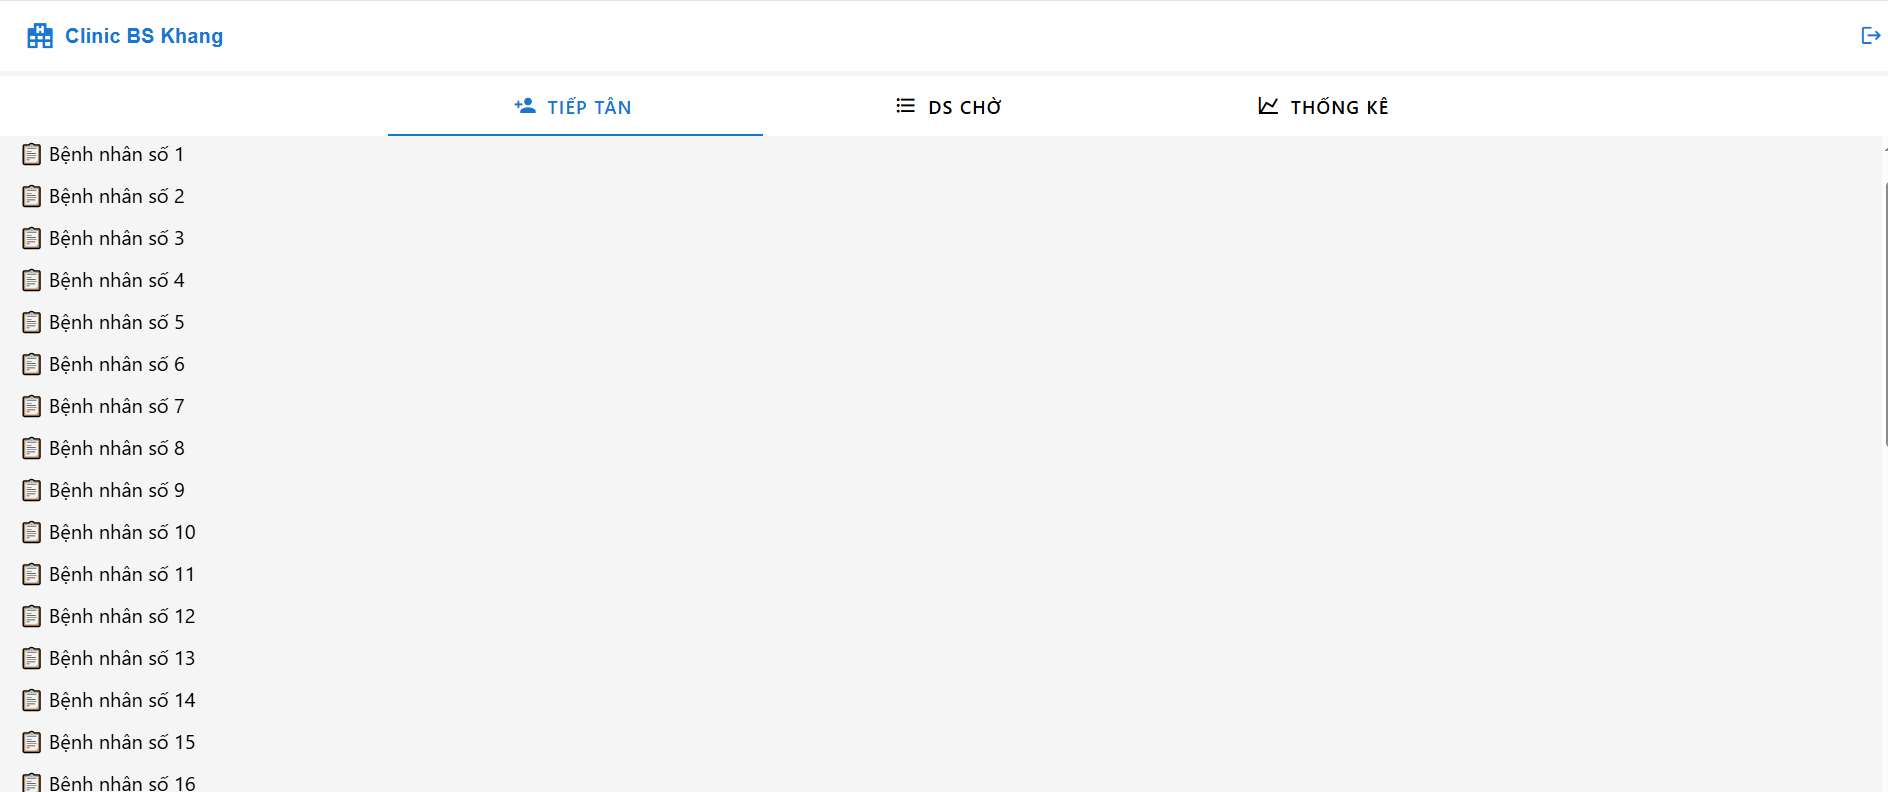 Clinic BS Khang
TIẾP TÂN
DS CHỜ
THỐNG KÊ
Bệnh nhân số 1
Bệnh nhân số 2
Bệnh nhân số 3
Bệnh nhân số 4
Bệnh nhân số 5
Bệnh nhân số 6
Bệnh nhân số 7
Bệnh nhân số 8
Bệnh nhân số 9
Bệnh nhân số 10
Bệnh nhân số 11
Bệnh nhân số 12
Bệnh nhân số 13
Bệnh nhân số 14
Bệnh nhân số 15
Bệnh nhân số 16